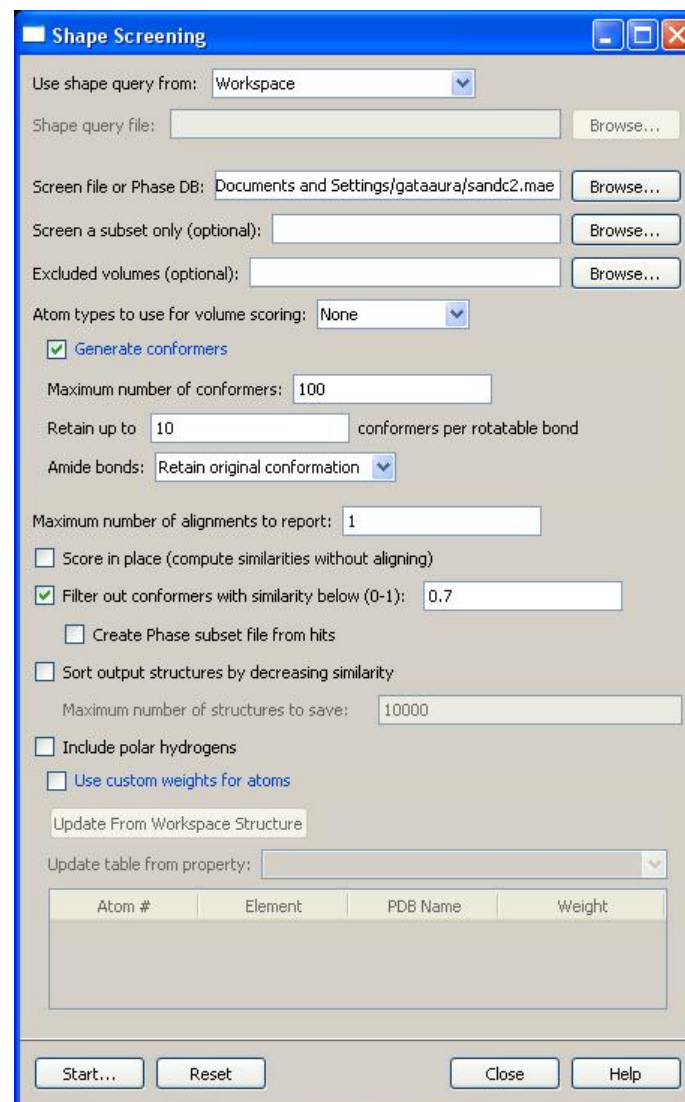 Shape Screening
Use shape query from: Workspace
Shape query file: Browse...
Screen file or Phase DB: Documents and Settings/gataaura/sandc2.mae Browse...
Screen a subset only (optional): Browse...
Excluded volumes (optional): Browse...
Atom types to use for volume scoring: None
Generate conformers
Maximum number of conformers: 100
Retain up to 10 conformers per rotatable bond
Amide bonds: Retain original conformation
Maximum number of alignments to report: 1
Score in place (compute similarities without aligning)
Filter out conformers with similarity below (0-1): 0.7
Create Phase subset file from hits
Sort output structures by decreasing similarity
Maximum number of structures to save: 10000
Include polar hydrogens
Use custom weights for atoms
Update From Workspace Structure
Update table from property:
Atom # Element PDB Name Weight
Start... Reset Close Help